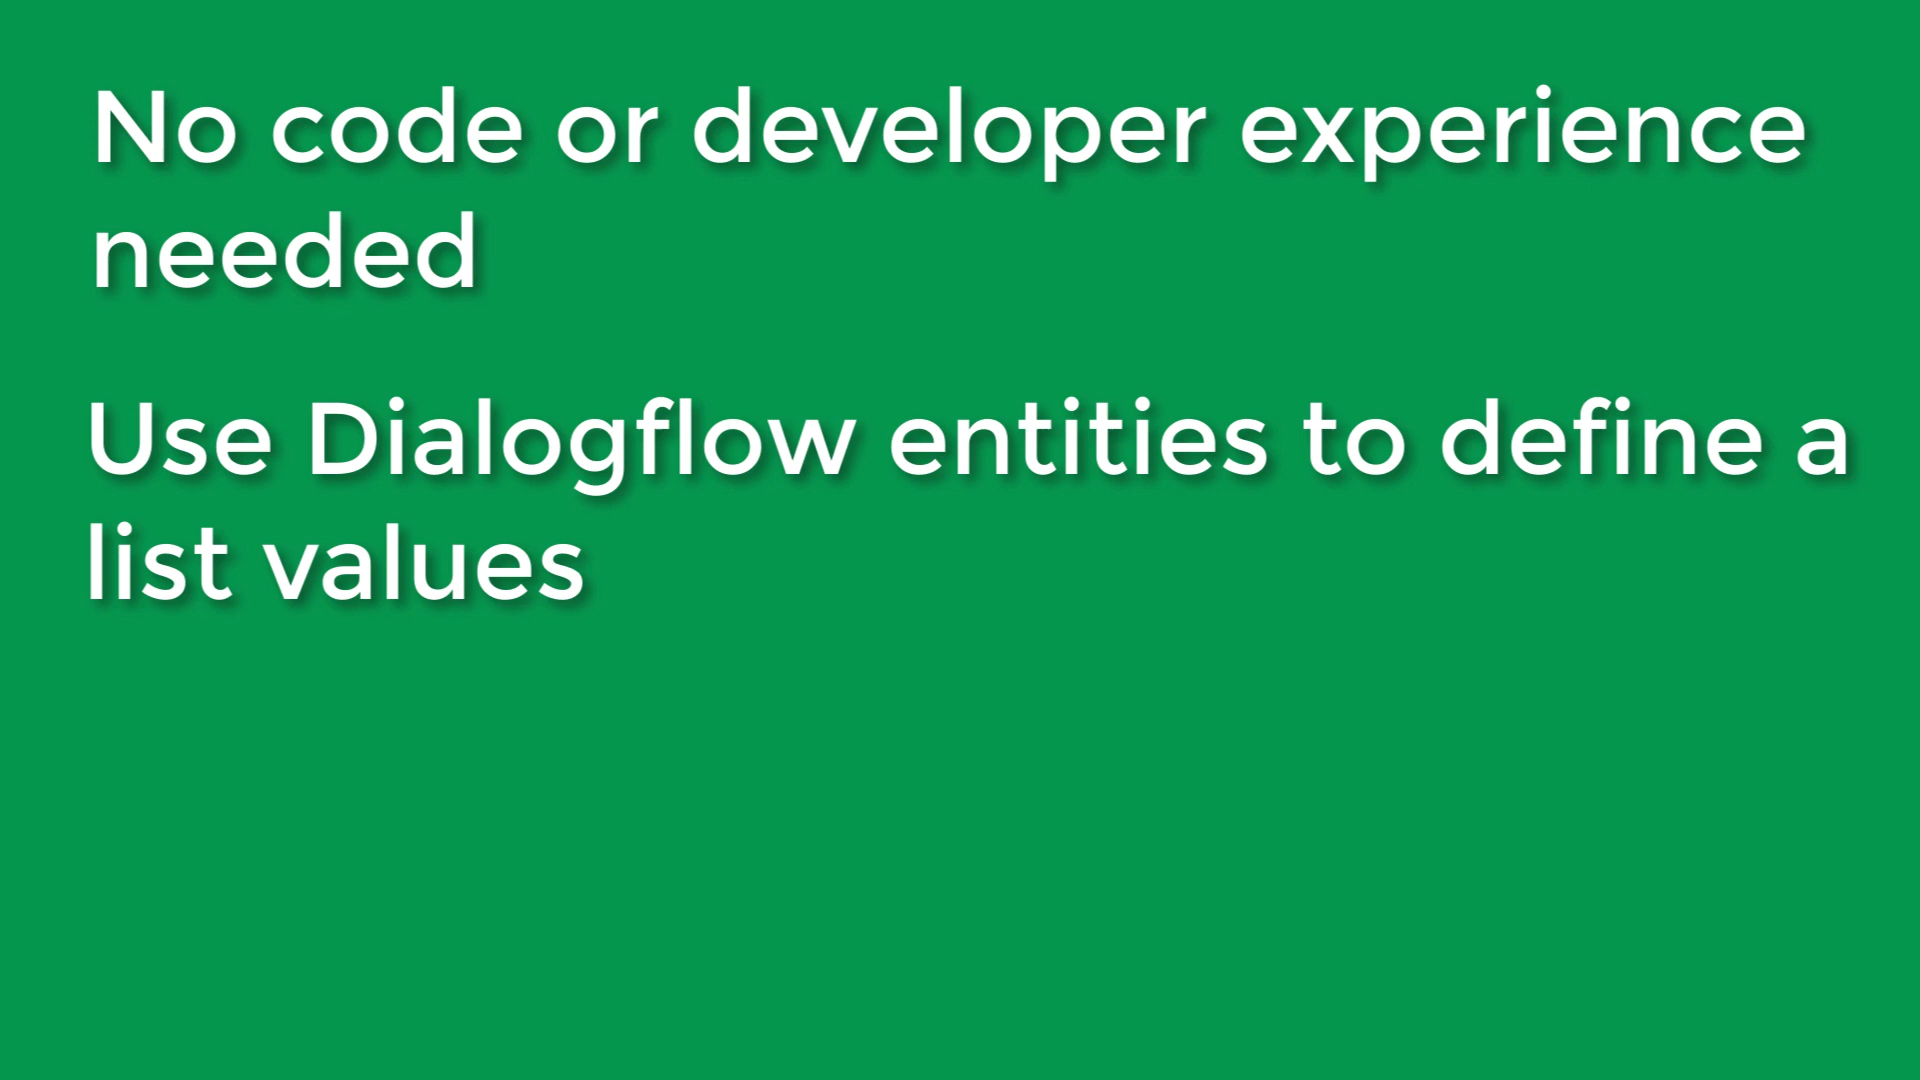 No code or developer experience
needed
Use Dialogflow entities to define a
list values